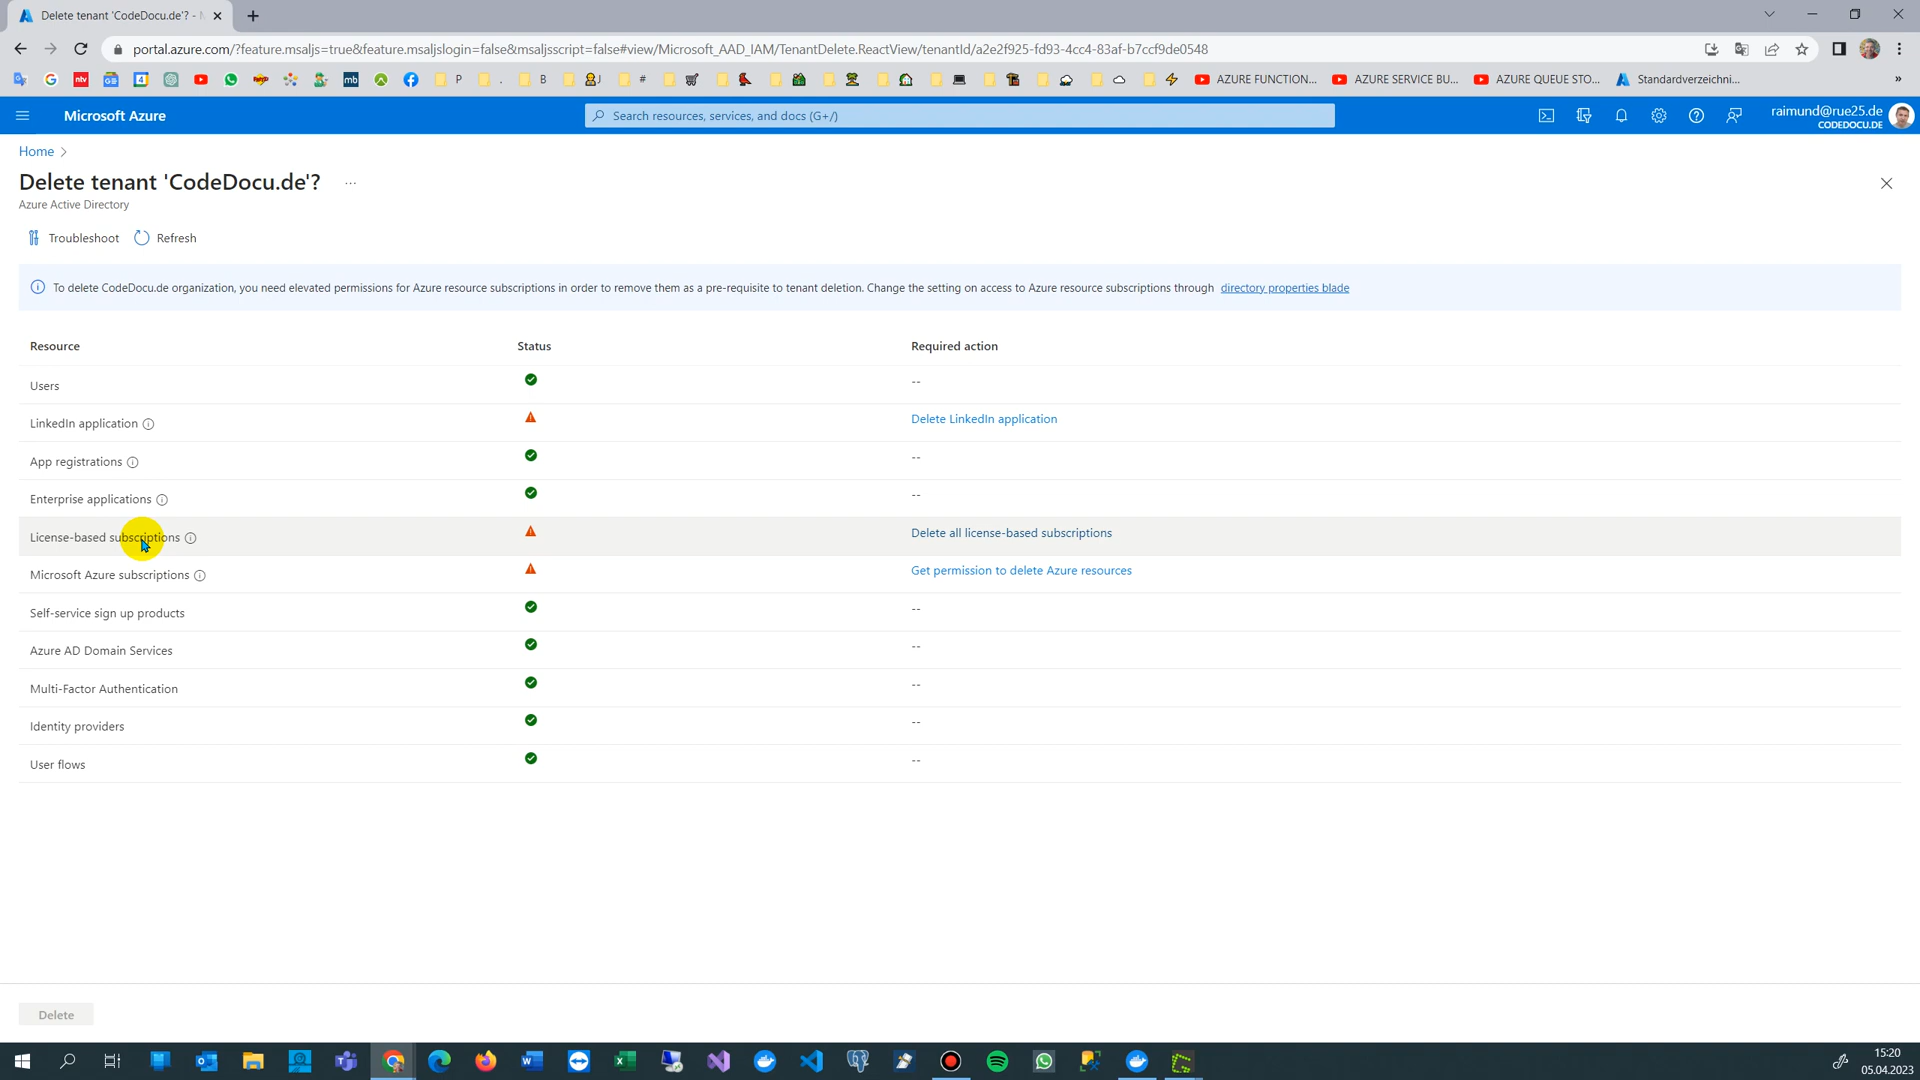 Delete tenant 'CodeDocu.de'? - M
portal.azure.com/?feature.msaljs=true&feature.msaljslogin=false&msaljsscript=false#view/Microsoft_AAD_IAM/TenantDelete.ReactView/tenantId/a2e2f925-fd93-4cc4-83af-b7ccf9de0548
P . B J # AZURE FUNCTION... AZURE SERVICE BU... AZURE QUEUE STO... Standardverzeichni... »
Microsoft Azure
Search resources, services, and docs (G+/)
raimund@rue25.de
CODEDOCU.DE
Home
Delete tenant 'CodeDocu.de'? ...
Azure Active Directory
Troubleshoot Refresh
To delete CodeDocu.de organization, you need elevated permissions for Azure resource subscriptions in order to remove them as a pre-requisite to tenant deletion. Change the setting on access to Azure resource subscriptions through directory properties blade
Resource Status Required action
Users --
LinkedIn application Delete LinkedIn application
App registrations --
Enterprise applications --
License-based subscriptions Delete all license-based subscriptions
Microsoft Azure subscriptions Get permission to delete Azure resources
Self-service sign up products --
Azure AD Domain Services --
Multi-Factor Authentication --
Identity providers --
User flows --
Delete
15:20
05.04.2023